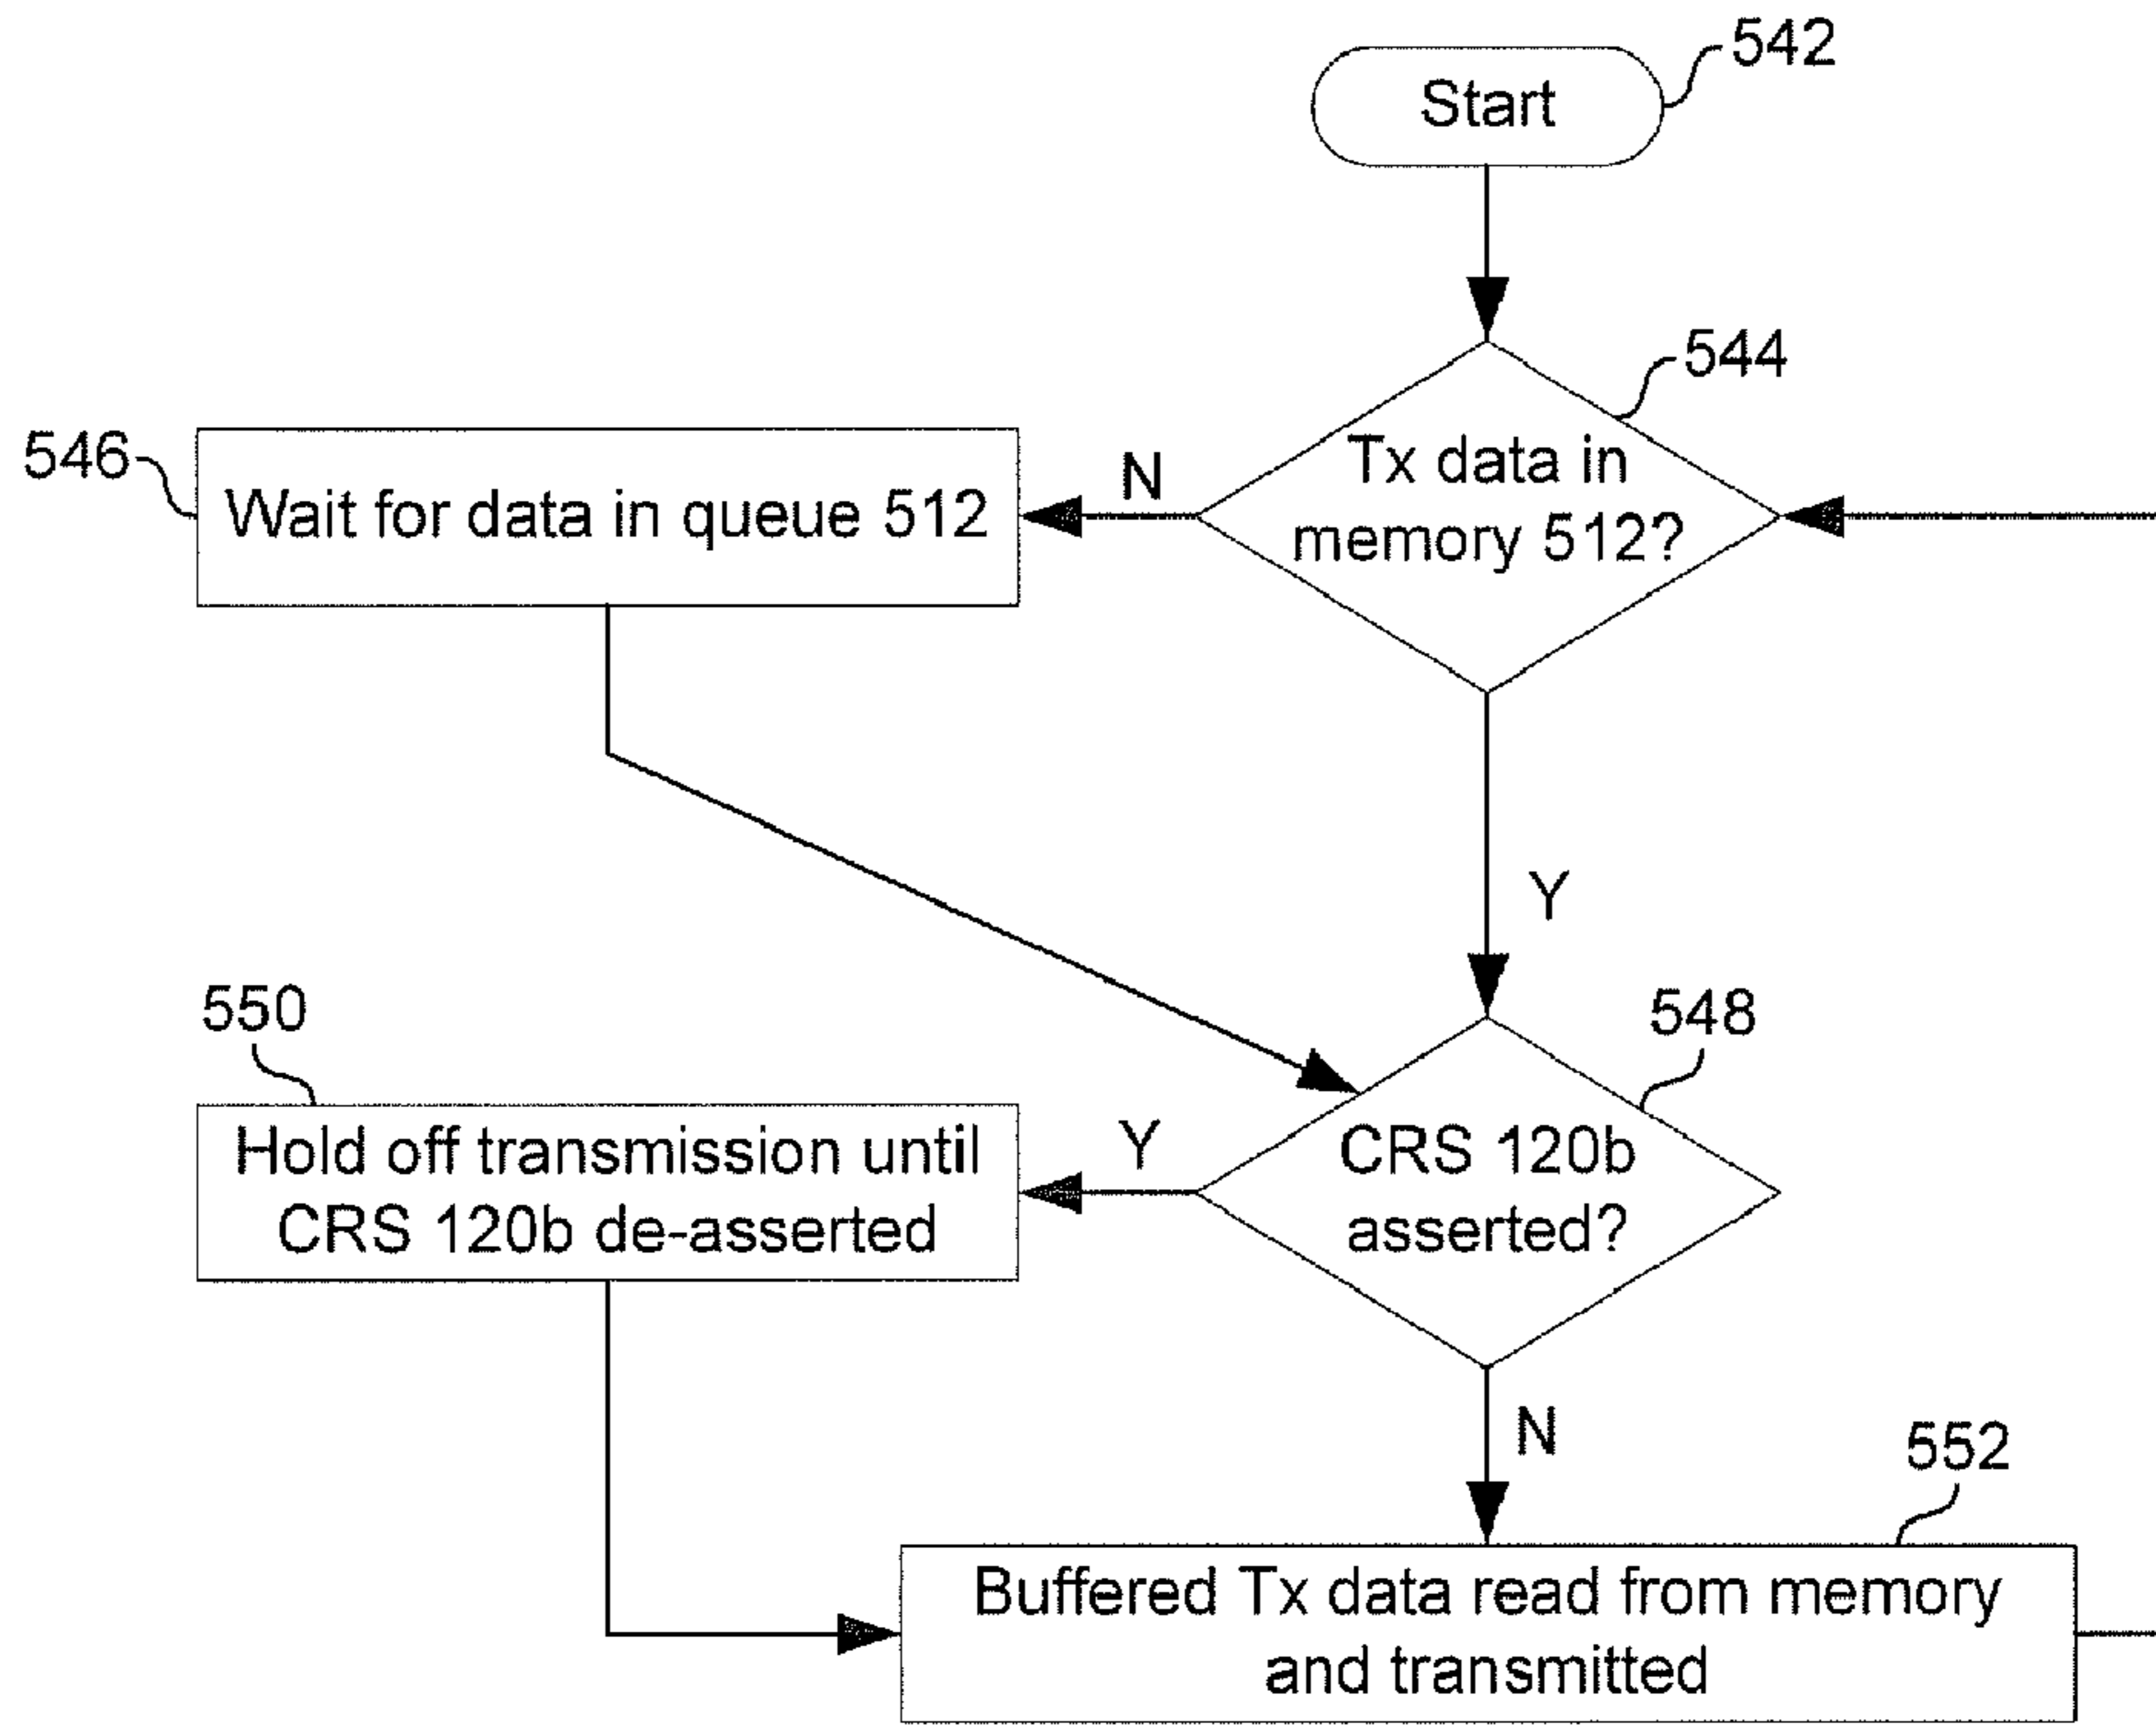 542
Start
544
Tx data in
memory 512?
546
Wait for data in queue 512
N
Y
548
CRS 120b
asserted?
550
Hold off transmission until
CRS 120b de-asserted
Y
N
552
Buffered Tx data read from memory
and transmitted